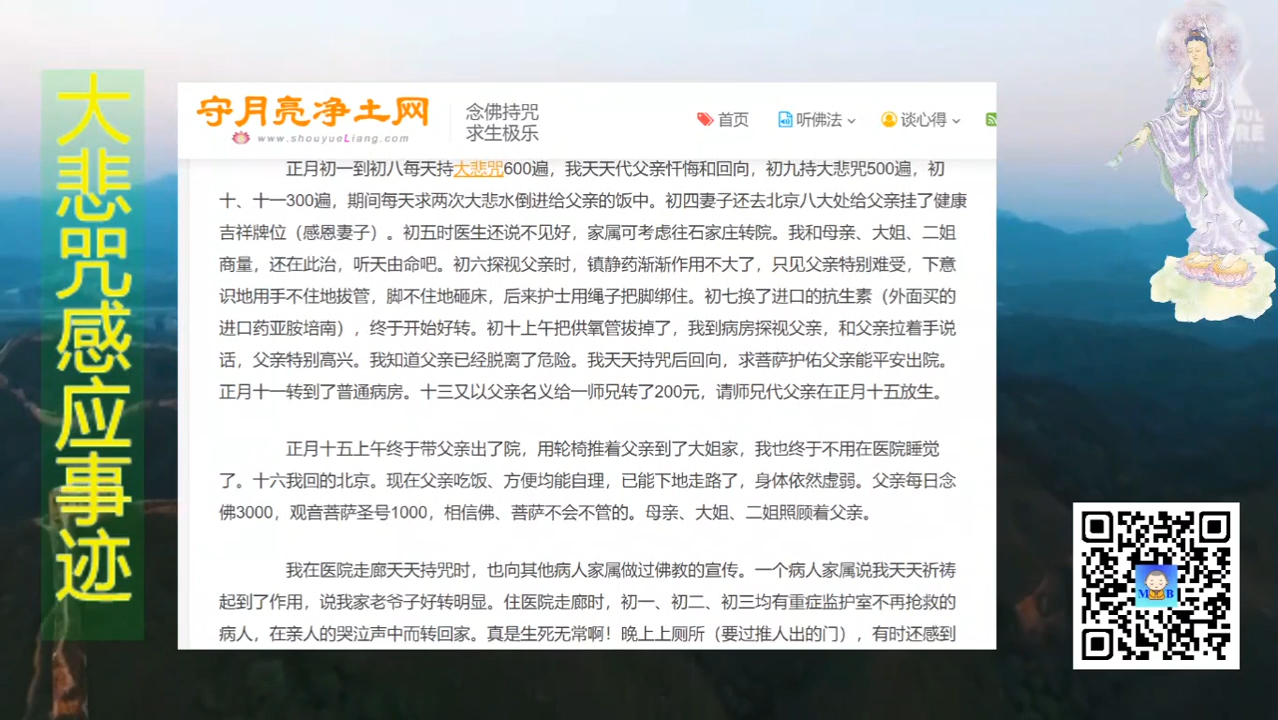 大悲咒感应事迹
守月亮净土网
www.shouyueLiang.com
念佛持咒
求生极乐
首页
听佛法
谈心得
正月初一到初八每天持大悲咒600遍，我天天代父亲忏悔和回向，初九持大悲咒500遍，初
十、十一300遍，期间每天求两次大悲水倒进给父亲的饭中。初四妻子还去北京八大处给父亲挂了健康
吉祥牌位（感恩妻子）。初五时医生还说不见好，家属可考虑往石家庄转院。我和母亲、大姐、二姐
商量，还在此治，听天由命吧。初六探视父亲时，镇静药渐渐作用不大了，只见父亲特别难受，下意
识地用手不住地拔管，脚不住地砸床，后来护士用绳子把脚绑住。初七换了进口的抗生素（外面买的
进口药亚胺培南），终于开始好转。初十上午把供氧管拔掉了，我到病房探视父亲，和父亲拉着手说
话，父亲特别高兴。我知道父亲已经脱离了危险。我天天持咒后回向，求菩萨护佑父亲能平安出院。
正月十一转到了普通病房。十三又以父亲名义给一师兄转了200元，请师兄代父亲在正月十五放生。
正月十五上午终于带父亲出了院，用轮椅推着父亲到了大姐家，我也终于不用在医院睡觉
了。十六我回的北京。现在父亲吃饭、方便均能自理，已能下地走路了，身体依然虚弱。父亲每日念
佛3000，观音菩萨圣号1000，相信佛、菩萨不会不管的。母亲、大姐、二姐照顾着父亲。
我在医院走廊天天持咒时，也向其他病人家属做过佛教的宣传。一个病人家属说我天天祈祷
起到了作用，说我家老爷子好转明显。住医院走廊时，初一、初二、初三均有重症监护室不再抢救的
病人，在亲人的哭泣声中而转回家。真是生死无常啊！晚上上厕所（要过推人出的门），有时还感到
M B